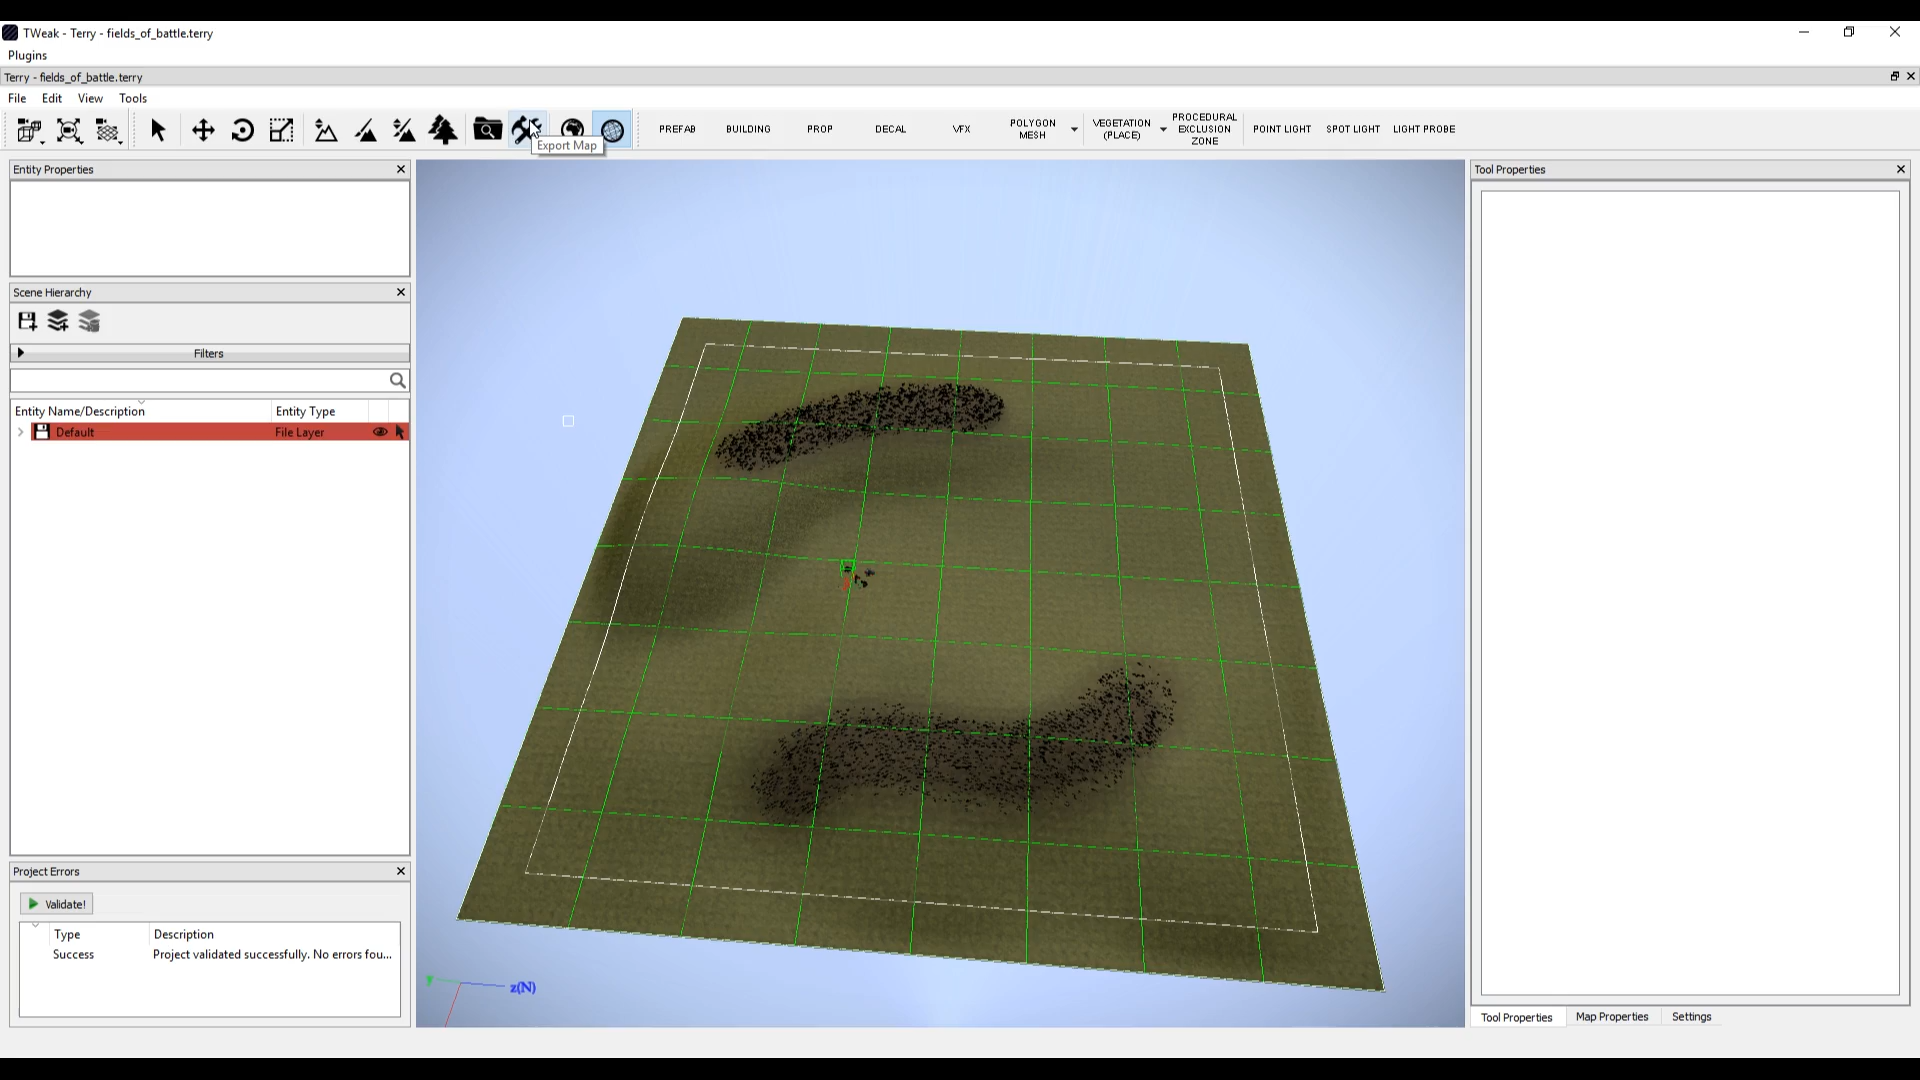 TWeak - Terry - fields_of_battle.terry
Plugins
Terry - fields_of_battle.terry
File Edit View Tools
PREFAB BUILDING PROP DECAL VFX POLYGON MESH VEGETATION (PLACE) PROCEDURAL EXCLUSION ZONE POINT LIGHT SPOT LIGHT LIGHT PROBE
Export Map
Entity Properties
Tool Properties
Scene Hierarchy
Filters
Entity Name/Description Entity Type
Default File Layer
Project Errors
Validate!
Type Description
Success Project validated successfully. No errors fou...
y z(N)
Tool Properties Map Properties Settings